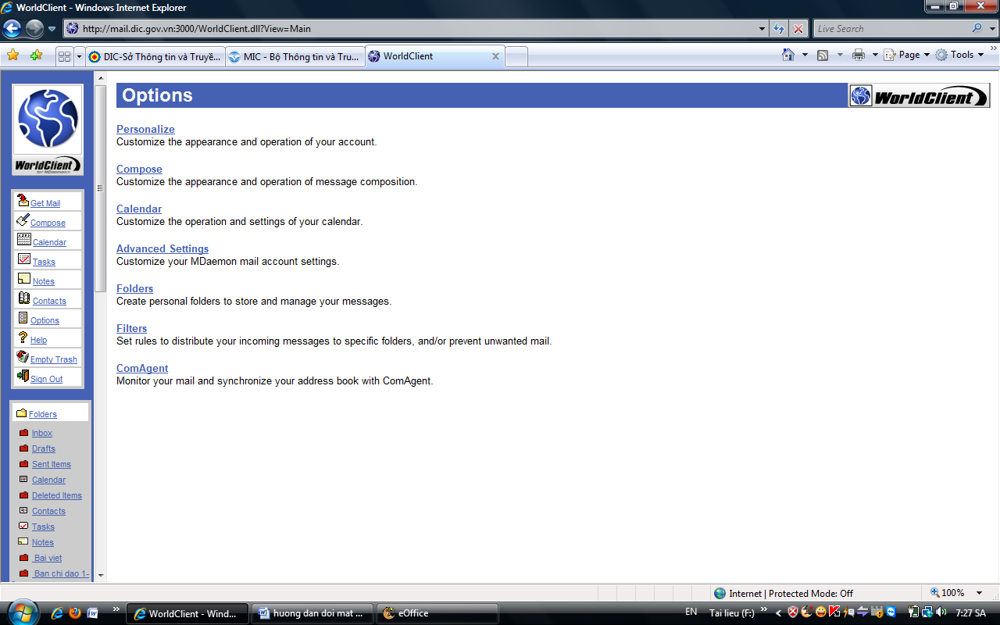 WorldClient - Windows Internet Explorer
http://mail.dic.gov.vn:3000/WorldClient.dll?View=Main
Live Search
DIC-Sở Thông tin và Truyề...
MIC - Bộ Thông tin và Tru...
WorldClient
Page
Tools
WorldClient
for MDaemon
Get Mail
Compose
Calendar
Tasks
Notes
Contacts
Options
Help
Empty Trash
Sign Out
Folders
Inbox
Drafts
Sent Items
Calendar
Deleted Items
Contacts
Tasks
Notes
Bai viet
Ban chi dao 1-
Options
WorldClient
Personalize
Customize the appearance and operation of your account.
Compose
Customize the appearance and operation of message composition.
Calendar
Customize the operation and settings of your calendar.
Advanced Settings
Customize your MDaemon mail account settings.
Folders
Create personal folders to store and manage your messages.
Filters
Set rules to distribute your incoming messages to specific folders, and/or prevent unwanted mail.
ComAgent
Monitor your mail and synchronize your address book with ComAgent.
Internet | Protected Mode: Off
100%
WorldClient - Wind...
huong dan doi mat ...
eOffice
EN
Tai lieu (F:)
7:27 SA